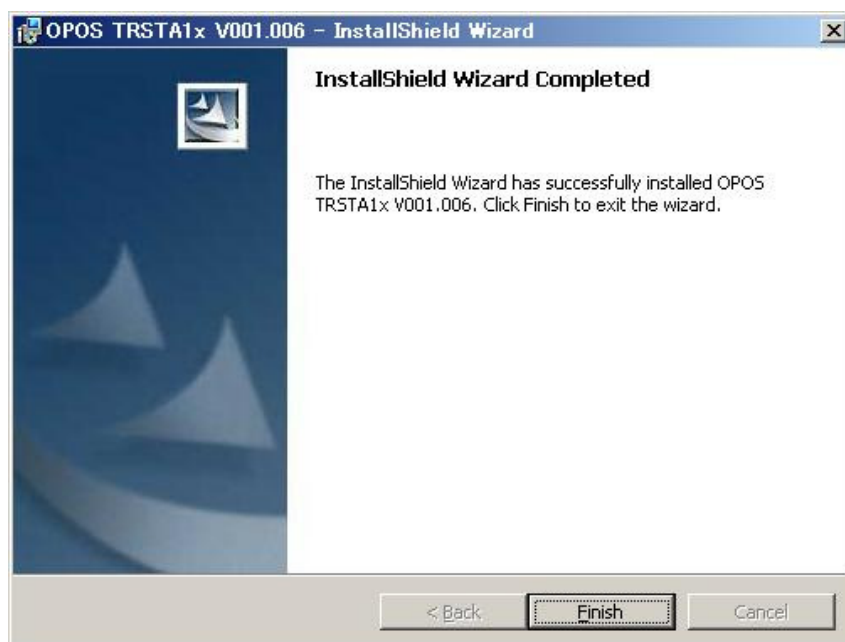 OPOS TRSTA1x V001.006 - InstallShield Wizard
InstallShield Wizard Completed
The InstallShield Wizard has successfully installed OPOS
TRSTA1x V001.006. Click Finish to exit the wizard.
< Back
Finish
Cancel